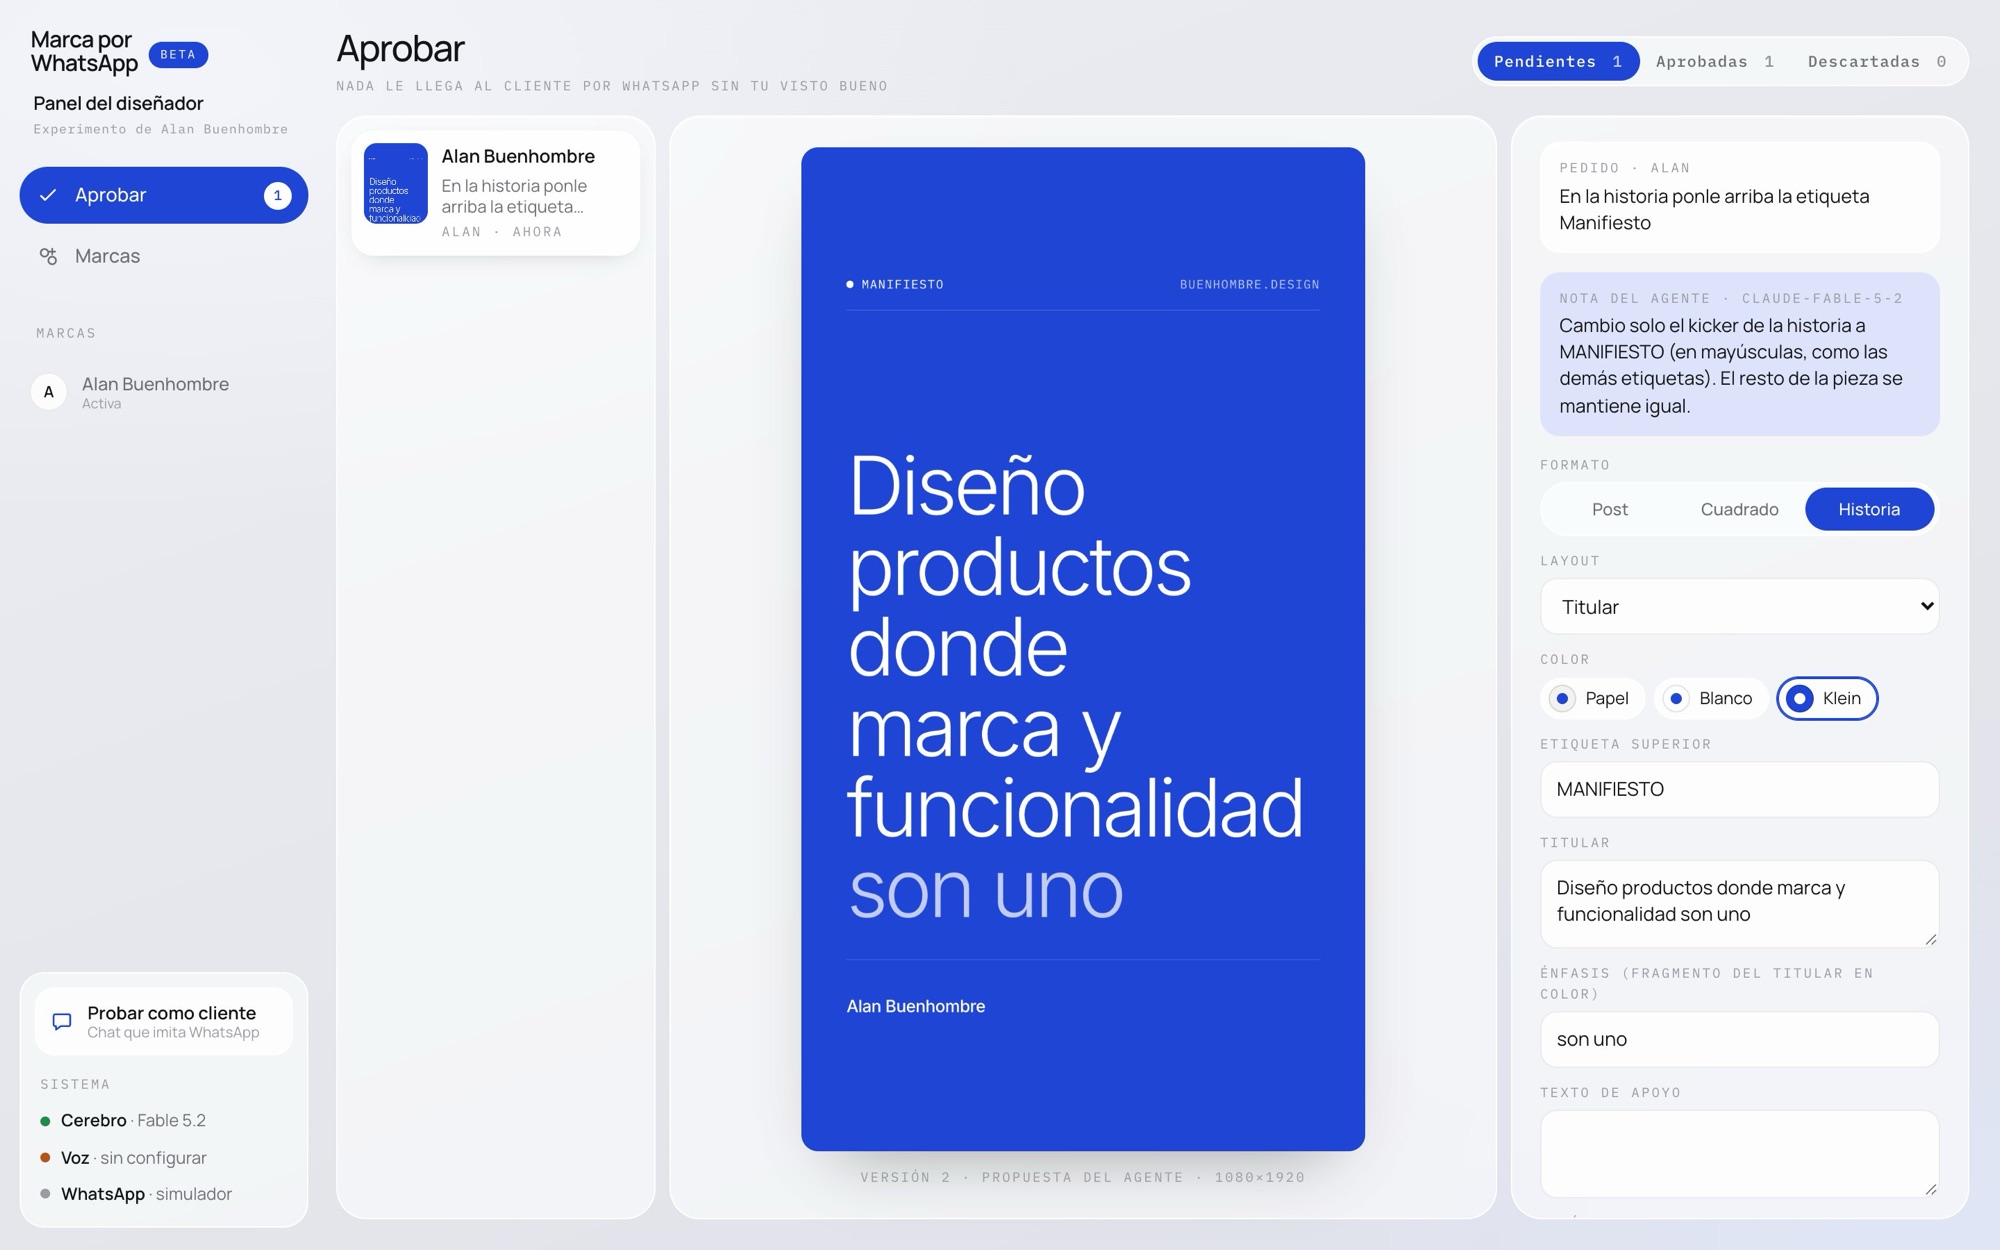 Marca por
WhatsApp
BETA
Panel del diseñador
Experimento de Alan Buenhombre
Aprobar
1
Marcas
MARCAS
A
Alan Buenhombre
Activa
Probar como cliente
Chat que imita WhatsApp
SISTEMA
Cerebro · Fable 5.2
Voz · sin configurar
WhatsApp · simulador
Aprobar
NADA LE LLEGA AL CLIENTE POR WHATSAPP SIN TU VISTO BUENO
Pendientes 1
Aprobadas 1
Descartadas 0
Diseño
productos
donde
marca y
funcionalidad
Alan Buenhombre
En la historia ponle
arriba la etiqueta...
ALAN · AHORA
MANIFIESTO
BUENHOMBRE.DESIGN
Diseño
productos
donde
marca y
funcionalidad
son uno
Alan Buenhombre
VERSIÓN 2 · PROPUESTA DEL AGENTE · 1080×1920
PEDIDO · ALAN
En la historia ponle arriba la etiqueta
Manifiesto
NOTA DEL AGENTE · CLAUDE-FABLE-5-2
Cambio solo el kicker de la historia a
MANIFIESTO (en mayúsculas, como las
demás etiquetas). El resto de la pieza se
mantiene igual.
FORMATO
Post
Cuadrado
Historia
LAYOUT
Titular
COLOR
Papel
Blanco
Klein
ETIQUETA SUPERIOR
MANIFIESTO
TITULAR
Diseño productos donde marca y
funcionalidad son uno
ÉNFASIS (FRAGMENTO DEL TITULAR EN
COLOR)
son uno
TEXTO DE APOYO